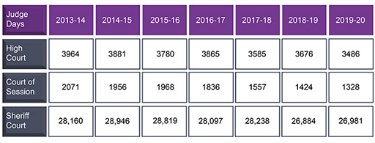 Judge Days 2013-14 2014-15 2015-16 2016-17 2017-18 2018-19 2019-20
High Court 3964 3881 3780 3865 3585 3676 3486
Court of Session 2071 1956 1968 1836 1557 1424 1328
Sheriff Court 28,160 28,946 28,819 28,097 28,238 26,884 26,981